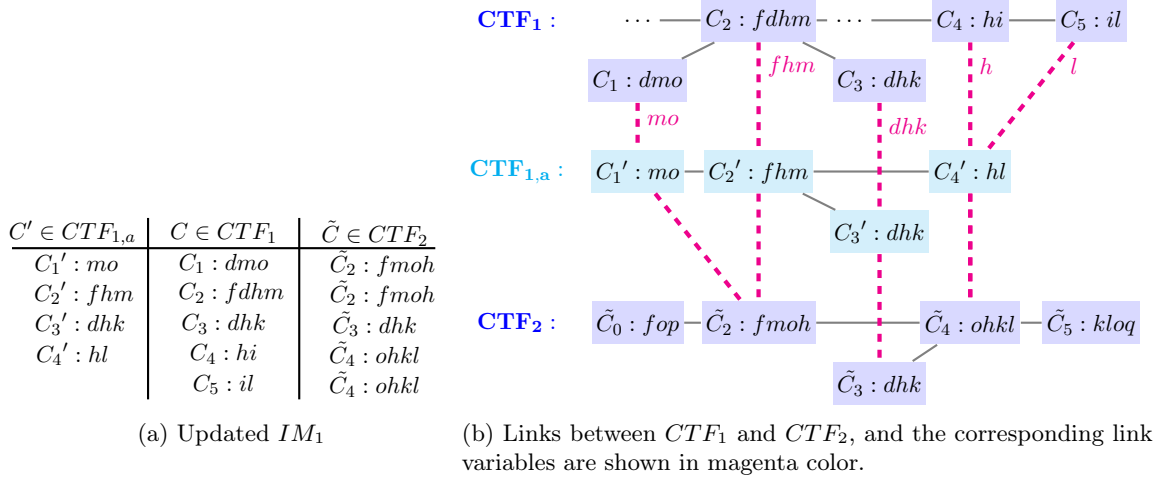 CTF₁ : ··· C₂ : fdhm ··· C₄ : hi C₅ : il
fhm h l
C₁ : dmo C₃ : dhk
mo dhk
CTF₁,ₐ : C₁′ : mo C₂′ : fhm C₄′ : hl
C₃′ : dhk
CTF₂ : C̃₀ : fop C̃₂ : fmoh C̃₄ : ohkl C̃₅ : kloq
C̃₃ : dhk
C′ ∈ CTF₁,ₐ C ∈ CTF₁ C̃ ∈ CTF₂
C₁′ : mo C₁ : dmo C̃₂ : fmoh
C₂′ : fhm C₂ : fdhm C̃₂ : fmoh
C₃′ : dhk C₃ : dhk C̃₃ : dhk
C₄′ : hl C₄ : hi C̃₄ : ohkl
C₅ : il C̃₄ : ohkl
(a) Updated IM₁
(b) Links between CTF₁ and CTF₂, and the corresponding link
variables are shown in magenta color.